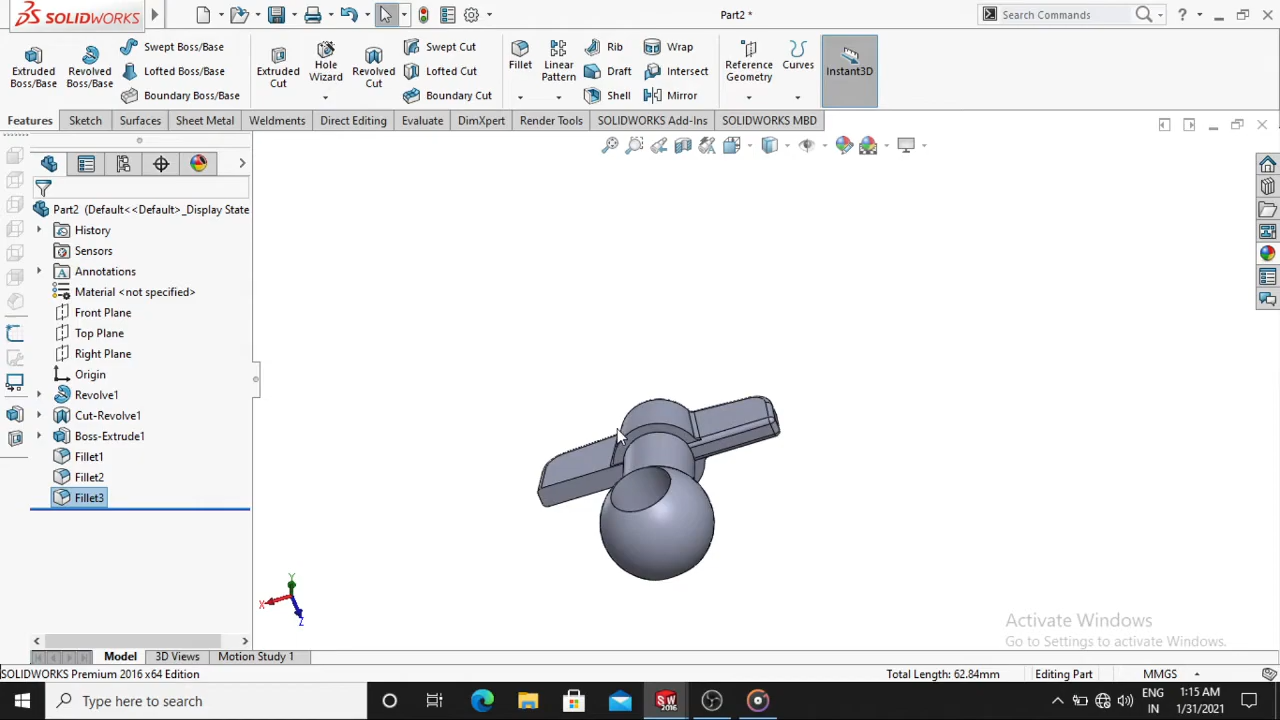 SOLIDWORKS
Part2 *
Search Commands
Extruded Boss/Base
Revolved Boss/Base
Swept Boss/Base
Lofted Boss/Base
Boundary Boss/Base
Extruded Cut
Hole Wizard
Revolved Cut
Swept Cut
Lofted Cut
Boundary Cut
Fillet
Linear Pattern
Rib
Draft
Shell
Wrap
Intersect
Mirror
Reference Geometry
Curves
Instant3D
Features
Sketch
Surfaces
Sheet Metal
Weldments
Direct Editing
Evaluate
DimXpert
Render Tools
SOLIDWORKS Add-Ins
SOLIDWORKS MBD
Part2 (Default<<Default>_Display State
History
Sensors
Annotations
Material <not specified>
Front Plane
Top Plane
Right Plane
Origin
Revolve1
Cut-Revolve1
Boss-Extrude1
Fillet1
Fillet2
Fillet3
Y
X
Z
Activate Windows
Go to Settings to activate Windows.
Model
3D Views
Motion Study 1
SOLIDWORKS Premium 2016 x64 Edition
Total Length: 62.84mm
Editing Part
MMGS
Type here to search
SW
2016
ENG
IN
1:15 AM
1/31/2021